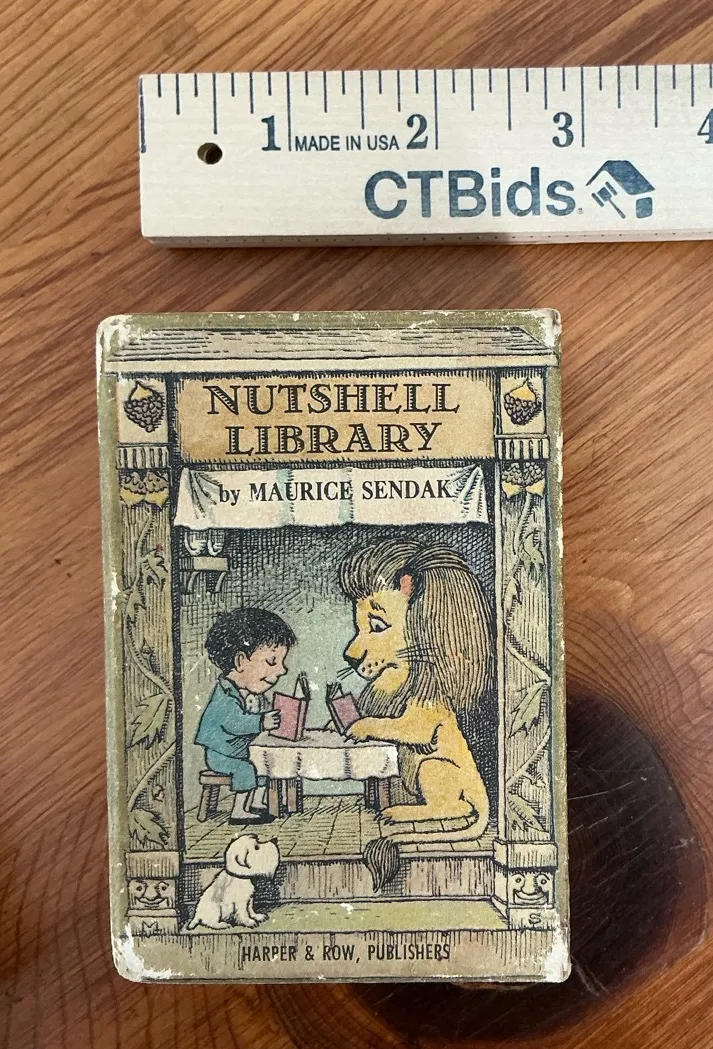 1 MADE IN USA 2 3 4
CTBids.
NUTSHELL
LIBRARY
by MAURICE SENDAK
M S
HARPER & ROW, PUBLISHERS